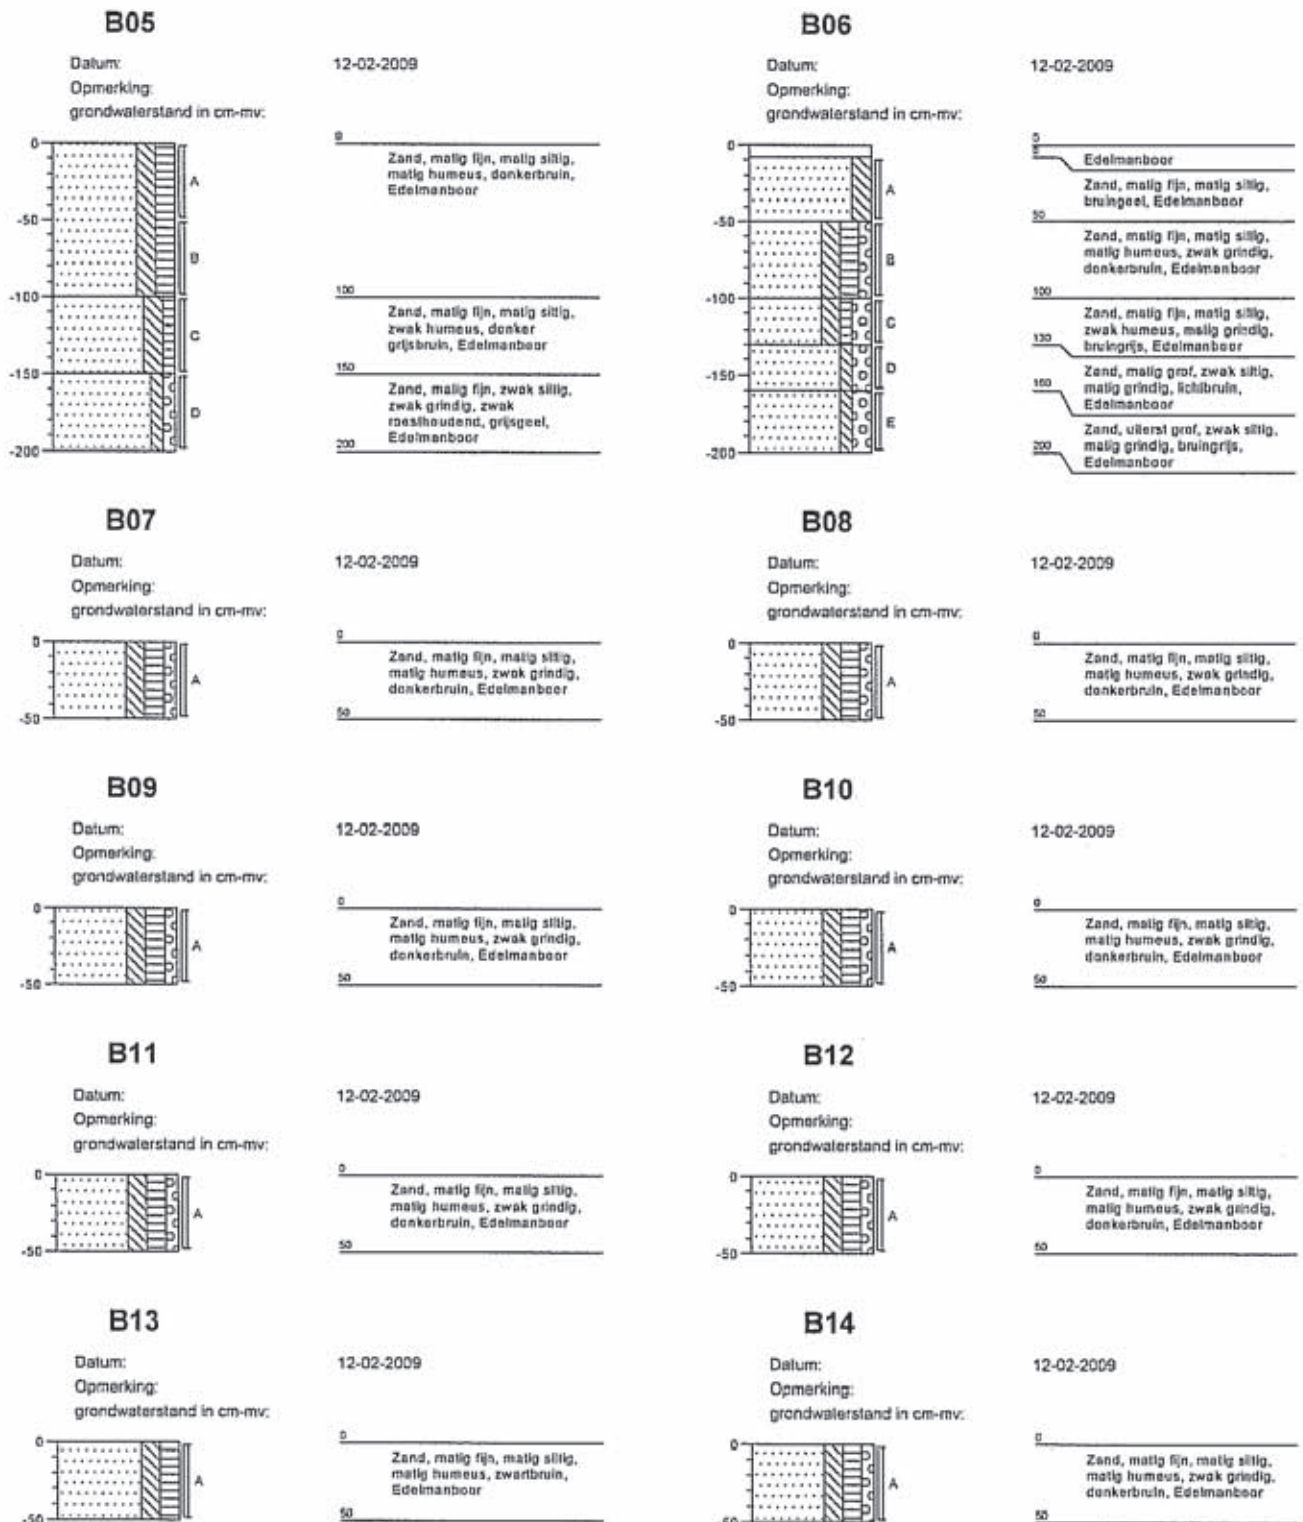 B05
Datum: 12-02-2009
Opmerking:
grondwaterstand in cm-mv:
0
-50
-100
-150
-200
A
B
C
D
0
Zand, matig fijn, matig siltig,
matig humeus, donkerbruin,
Edelmanboor
100
Zand, matig fijn, matig siltig,
zwak humeus, donker
grijsbruin, Edelmanboor
150
Zand, matig fijn, zwak siltig,
zwak grindig, zwak
roesthoudend, grijsgeel,
Edelmanboor
200
B06
Datum: 12-02-2009
Opmerking:
grondwaterstand in cm-mv:
0
-50
-100
-150
-200
A
B
C
D
E
0
Edelmanboor
Zand, matig fijn, matig siltig,
bruingeel, Edelmanboor
50
Zand, matig fijn, matig siltig,
matig humeus, zwak grindig,
donkerbruin, Edelmanboor
100
Zand, matig fijn, matig siltig,
zwak humeus, matig grindig,
bruingrijs, Edelmanboor
130
Zand, matig grof, zwak siltig,
matig grindig, lichtbruin,
Edelmanboor
160
Zand, uiterst grof, zwak siltig,
matig grindig, bruingrijs,
Edelmanboor
200
B07
Datum: 12-02-2009
Opmerking:
grondwaterstand in cm-mv:
0
-50
A
0
Zand, matig fijn, matig siltig,
matig humeus, zwak grindig,
donkerbruin, Edelmanboor
50
B08
Datum: 12-02-2009
Opmerking:
grondwaterstand in cm-mv:
0
-50
A
0
Zand, matig fijn, matig siltig,
matig humeus, zwak grindig,
donkerbruin, Edelmanboor
50
B09
Datum: 12-02-2009
Opmerking:
grondwaterstand in cm-mv:
0
-50
A
0
Zand, matig fijn, matig siltig,
matig humeus, zwak grindig,
donkerbruin, Edelmanboor
50
B10
Datum: 12-02-2009
Opmerking:
grondwaterstand in cm-mv:
0
-50
A
0
Zand, matig fijn, matig siltig,
matig humeus, zwak grindig,
donkerbruin, Edelmanboor
50
B11
Datum: 12-02-2009
Opmerking:
grondwaterstand in cm-mv:
0
-50
A
0
Zand, matig fijn, matig siltig,
matig humeus, zwak grindig,
donkerbruin, Edelmanboor
50
B12
Datum: 12-02-2009
Opmerking:
grondwaterstand in cm-mv:
0
-50
A
0
Zand, matig fijn, matig siltig,
matig humeus, zwak grindig,
donkerbruin, Edelmanboor
50
B13
Datum: 12-02-2009
Opmerking:
grondwaterstand in cm-mv:
0
-50
A
0
Zand, matig fijn, matig siltig,
matig humeus, zwartbruin,
Edelmanboor
50
B14
Datum: 12-02-2009
Opmerking:
grondwaterstand in cm-mv:
0
-50
A
0
Zand, matig fijn, matig siltig,
matig humeus, zwak grindig,
donkerbruin, Edelmanboor
50